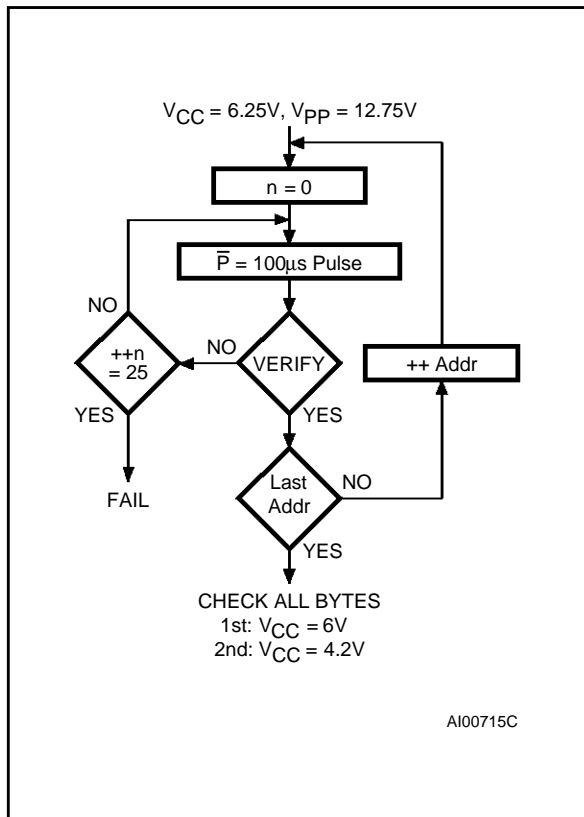 VCC = 6.25V, VPP = 12.75V
n = 0
P̅ = 100µs Pulse
NO
++n
= 25
NO
VERIFY
++ Addr
YES
YES
FAIL
Last
Addr
NO
YES
CHECK ALL BYTES
1st: VCC = 6V
2nd: VCC = 4.2V
AI00715C